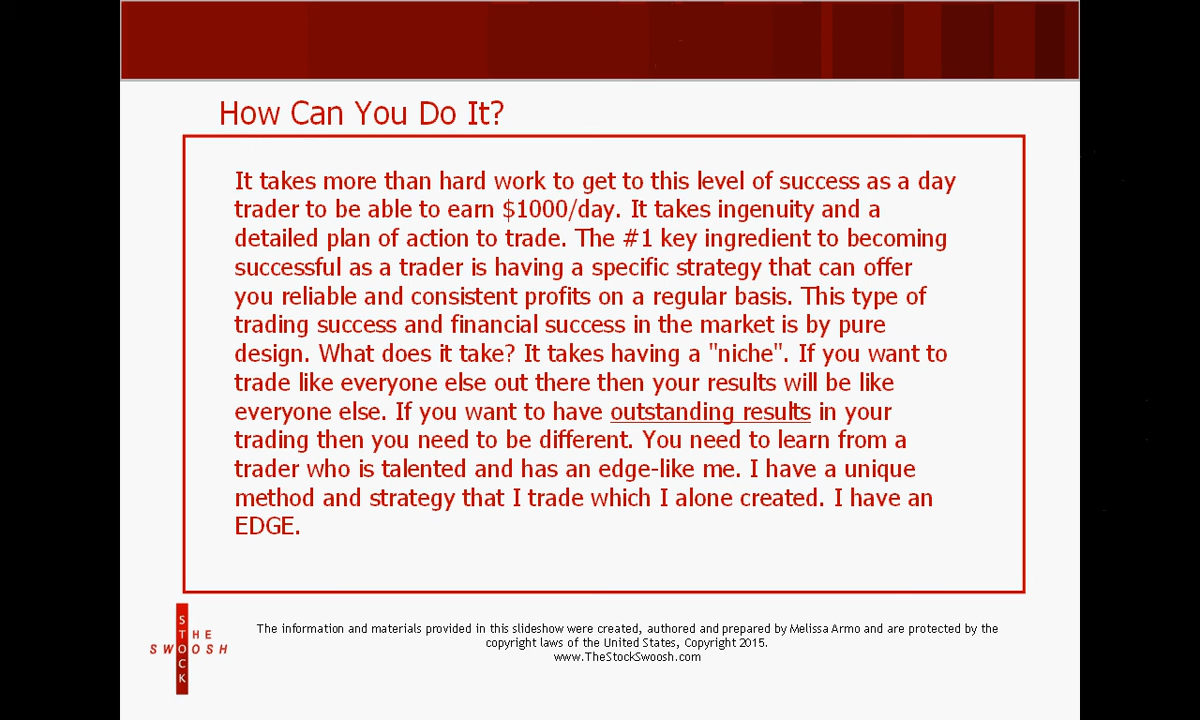 How Can You Do It?
It takes more than hard work to get to this level of success as a day
trader to be able to earn $1000/day. It takes ingenuity and a
detailed plan of action to trade. The #1 key ingredient to becoming
successful as a trader is having a specific strategy that can offer
you reliable and consistent profits on a regular basis. This type of
trading success and financial success in the market is by pure
design. What does it take? It takes having a "niche". If you want to
trade like everyone else out there then your results will be like
everyone else. If you want to have outstanding results in your
trading then you need to be different. You need to learn from a
trader who is talented and has an edge-like me. I have a unique
method and strategy that I trade which I alone created. I have an
EDGE.
THE
STOCK
SWOOSH
The information and materials provided in this slideshow were created, authored and prepared by Melissa Armo and are protected by the
copyright laws of the United States, Copyright 2015.
www.TheStockSwoosh.com